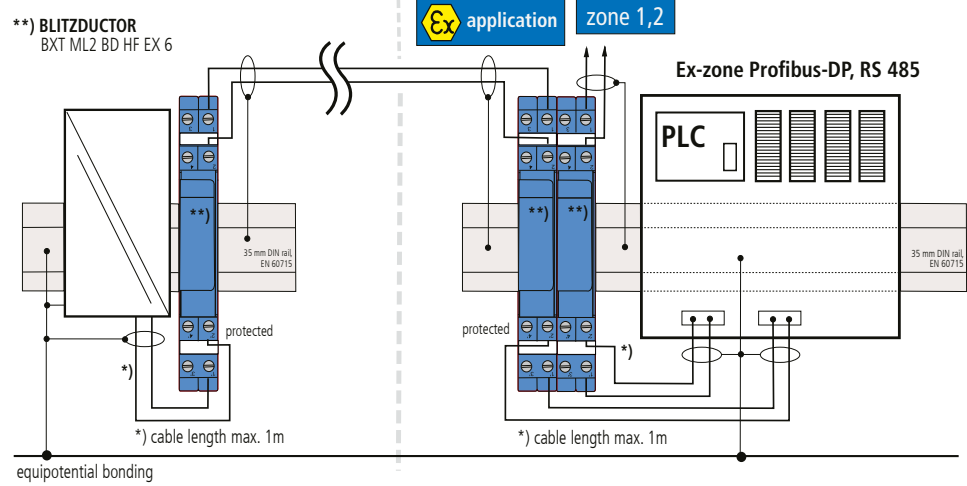 **) BLITZDUCTOR
BXT ML2 BD HF EX 6
Ex application
zone 1,2
Ex-zone Profibus-DP, RS 485
PLC
**)
**) **)
35 mm DIN rail,
EN 60715
35 mm DIN rail,
EN 60715
protected
protected
*)
*)
*) cable length max. 1m
*) cable length max. 1m
equipotential bonding